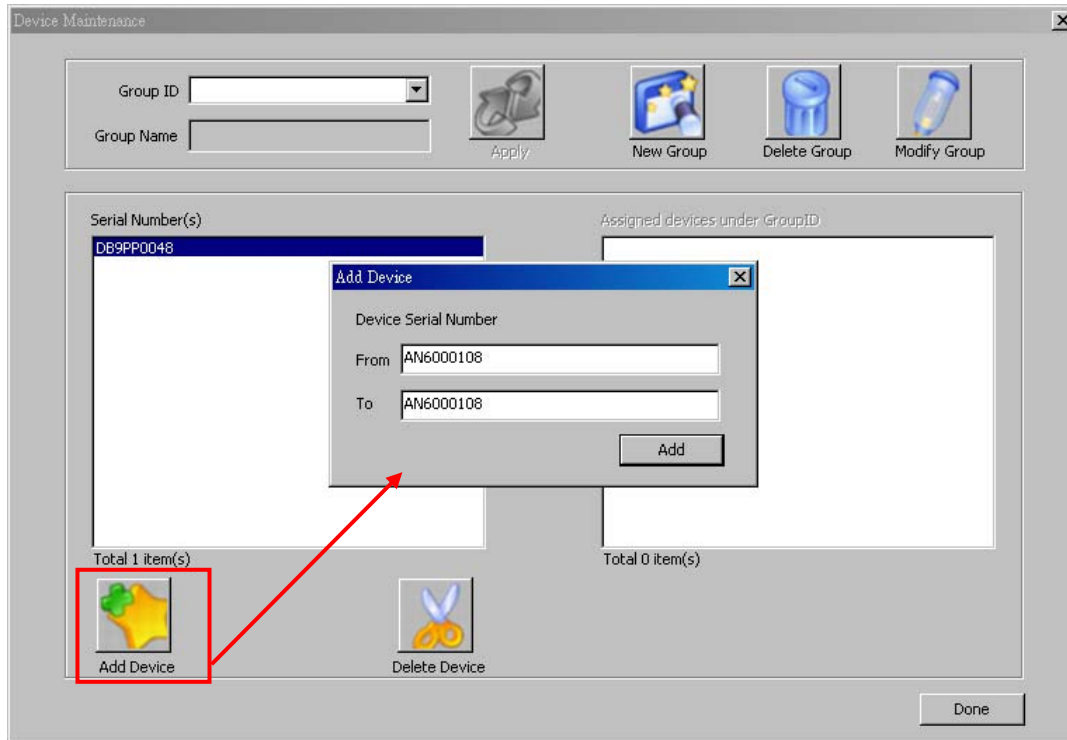 Device Maintenance
Group ID
Group Name
Apply
New Group
Delete Group
Modify Group
Serial Number(s)
DB9PP0048
Total 1 item(s)
Assigned devices under GroupID
Total 0 item(s)
Add Device
Device Serial Number
From AN6000108
To AN6000108
Add
Add Device
Delete Device
Done